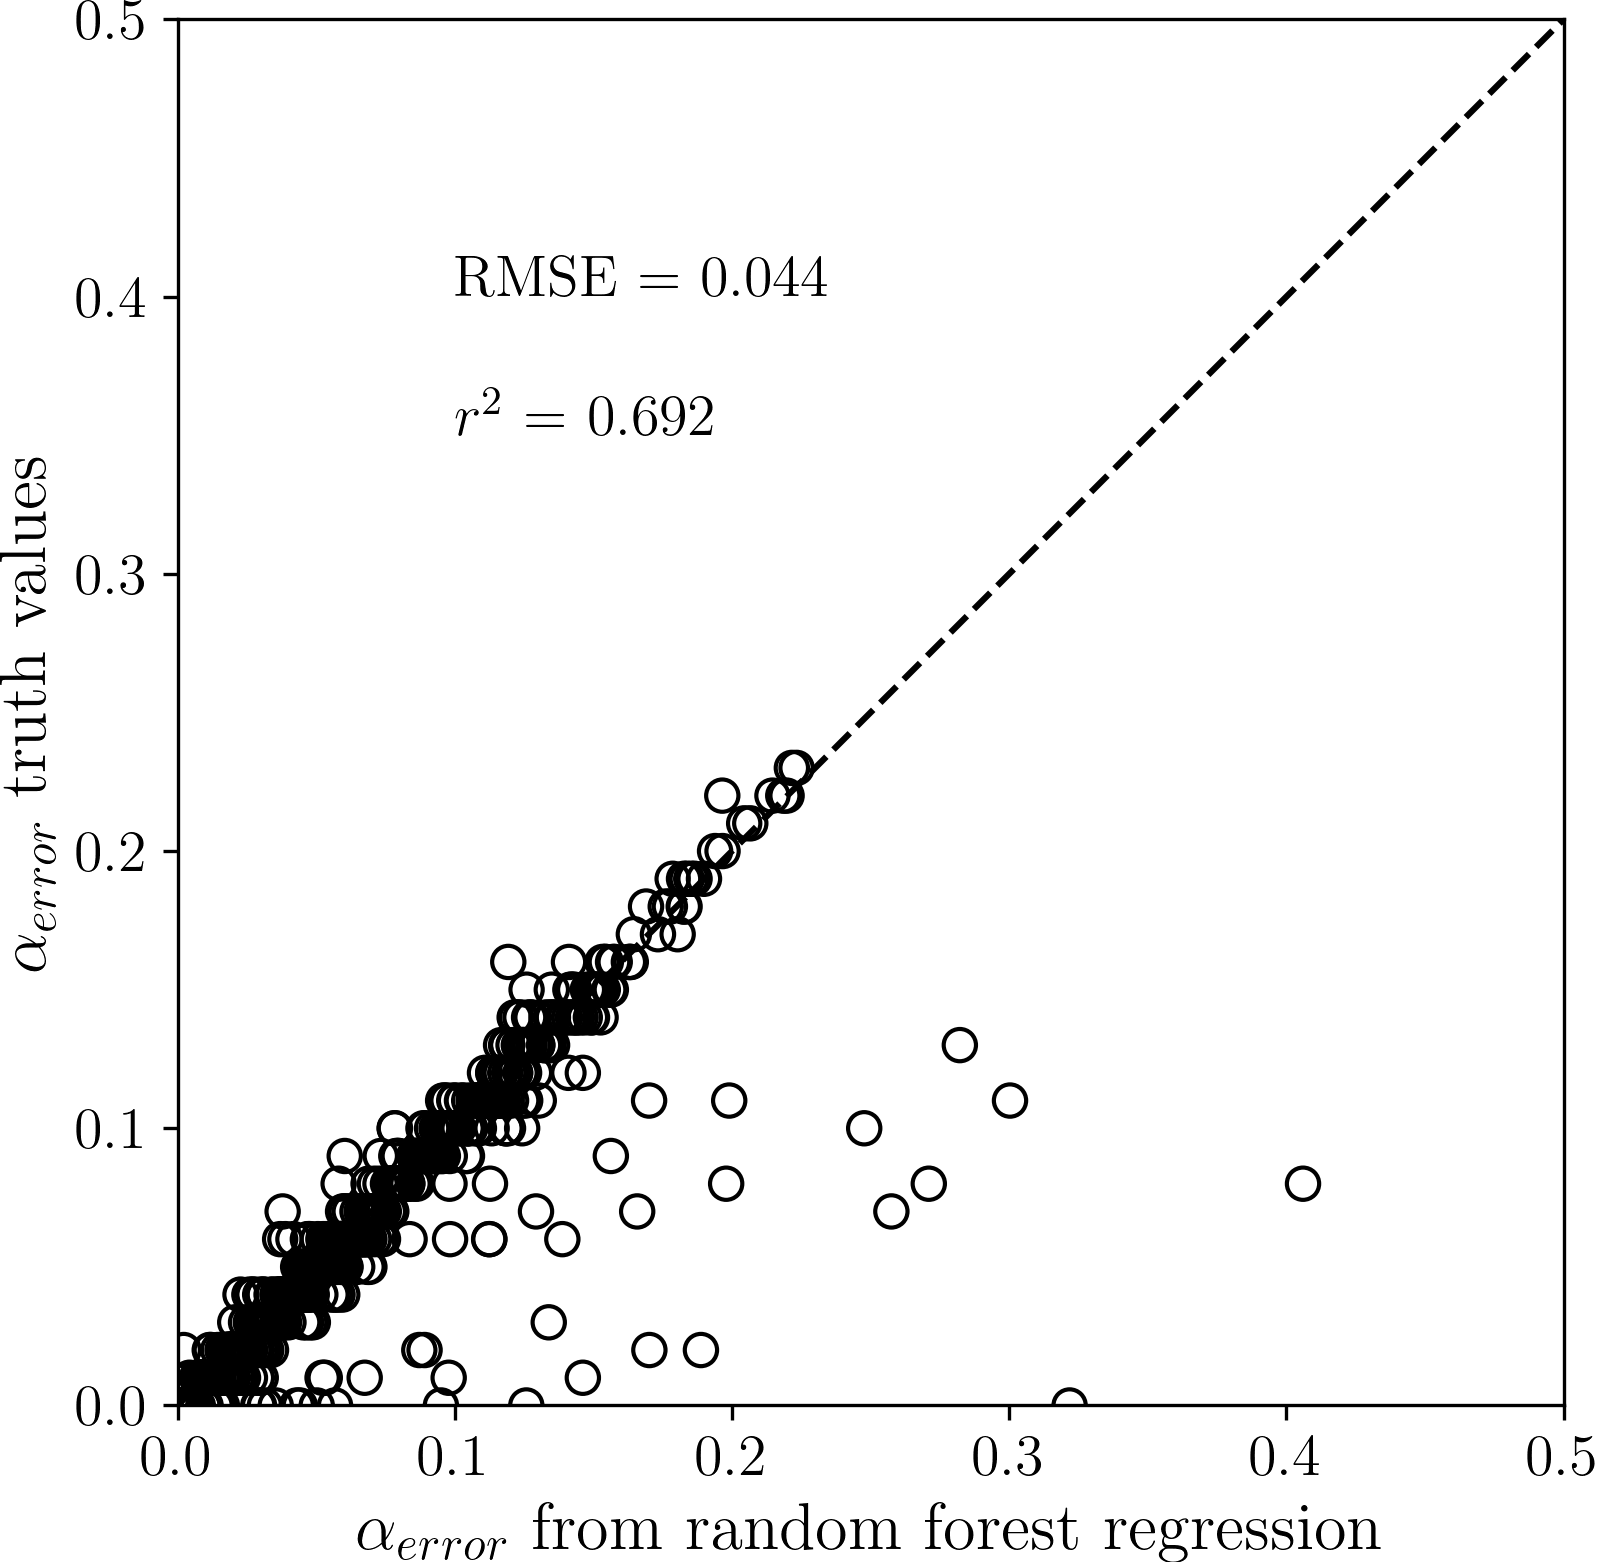 0.5
0.4
0.3
0.2
0.1
0.0
α_error truth values
RMSE = 0.044
r² = 0.692
0.0 0.1 0.2 0.3 0.4 0.5
α_error from random forest regression